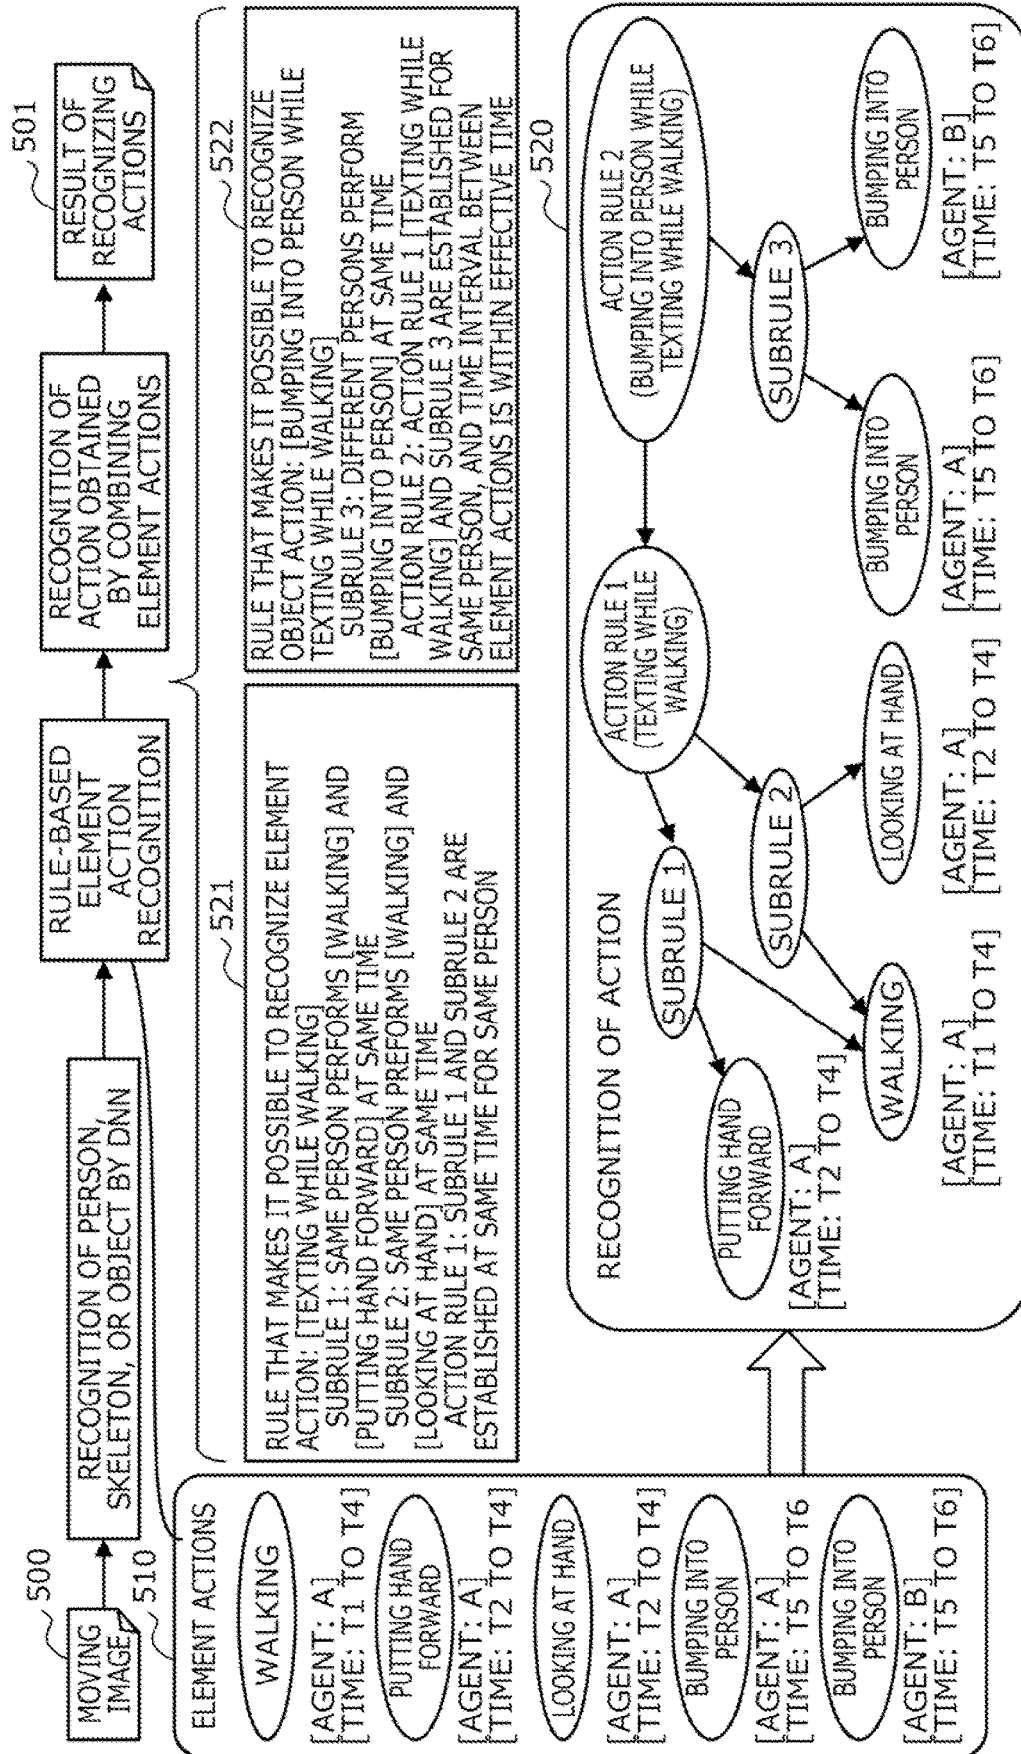 500
MOVING
IMAGE
RECOGNITION OF PERSON,
SKELETON, OR OBJECT BY DNN
RULE-BASED
ELEMENT
ACTION
RECOGNITION
RECOGNITION OF
ACTION OBTAINED
BY COMBINING
ELEMENT ACTIONS
501
RESULT OF
RECOGNIZING
ACTIONS
510
ELEMENT ACTIONS
WALKING
[AGENT: A]
[TIME: T1 TO T4]
PUTTING HAND
FORWARD
[AGENT: A]
[TIME: T2 TO T4]
LOOKING AT HAND
[AGENT: A]
[TIME: T2 TO T4]
BUMPING INTO
PERSON
[AGENT: A]
[TIME: T5 TO T6]
BUMPING INTO
PERSON
[AGENT: B]
[TIME: T5 TO T6]
521
RULE THAT MAKES IT POSSIBLE TO RECOGNIZE ELEMENT
ACTION: [TEXTING WHILE WALKING]
SUBRULE 1: SAME PERSON PERFORMS [WALKING] AND
[PUTTING HAND FORWARD] AT SAME TIME
SUBRULE 2: SAME PERSON PREFORMS [WALKING] AND
[LOOKING AT HAND] AT SAME TIME
ACTION RULE 1: SUBRULE 1 AND SUBRULE 2 ARE
ESTABLISHED AT SAME TIME FOR SAME PERSON
522
RULE THAT MAKES IT POSSIBLE TO RECOGNIZE
OBJECT ACTION: [BUMPING INTO PERSON WHILE
TEXTING WHILE WALKING]
SUBRULE 3: DIFFERENT PERSONS PERFORM
[BUMPING INTO PERSON] AT SAME TIME
ACTION RULE 2: ACTION RULE 1 [TEXTING WHILE
WALKING] AND SUBRULE 3 ARE ESTABLISHED FOR
SAME PERSON, AND TIME INTERVAL BETWEEN
ELEMENT ACTIONS IS WITHIN EFFECTIVE TIME
520
RECOGNITION OF ACTION
ACTION RULE 2
(BUMPING INTO PERSON WHILE
TEXTING WHILE WALKING)
ACTION RULE 1
(TEXTING WHILE
WALKING)
SUBRULE 1
SUBRULE 2
SUBRULE 3
PUTTING HAND
FORWARD
[AGENT: A]
[TIME: T2 TO T4]
WALKING
[AGENT: A]
[TIME: T1 TO T4]
LOOKING AT HAND
[AGENT: A]
[TIME: T2 TO T4]
BUMPING INTO
PERSON
[AGENT: A]
[TIME: T5 TO T6]
BUMPING INTO
PERSON
[AGENT: B]
[TIME: T5 TO T6]